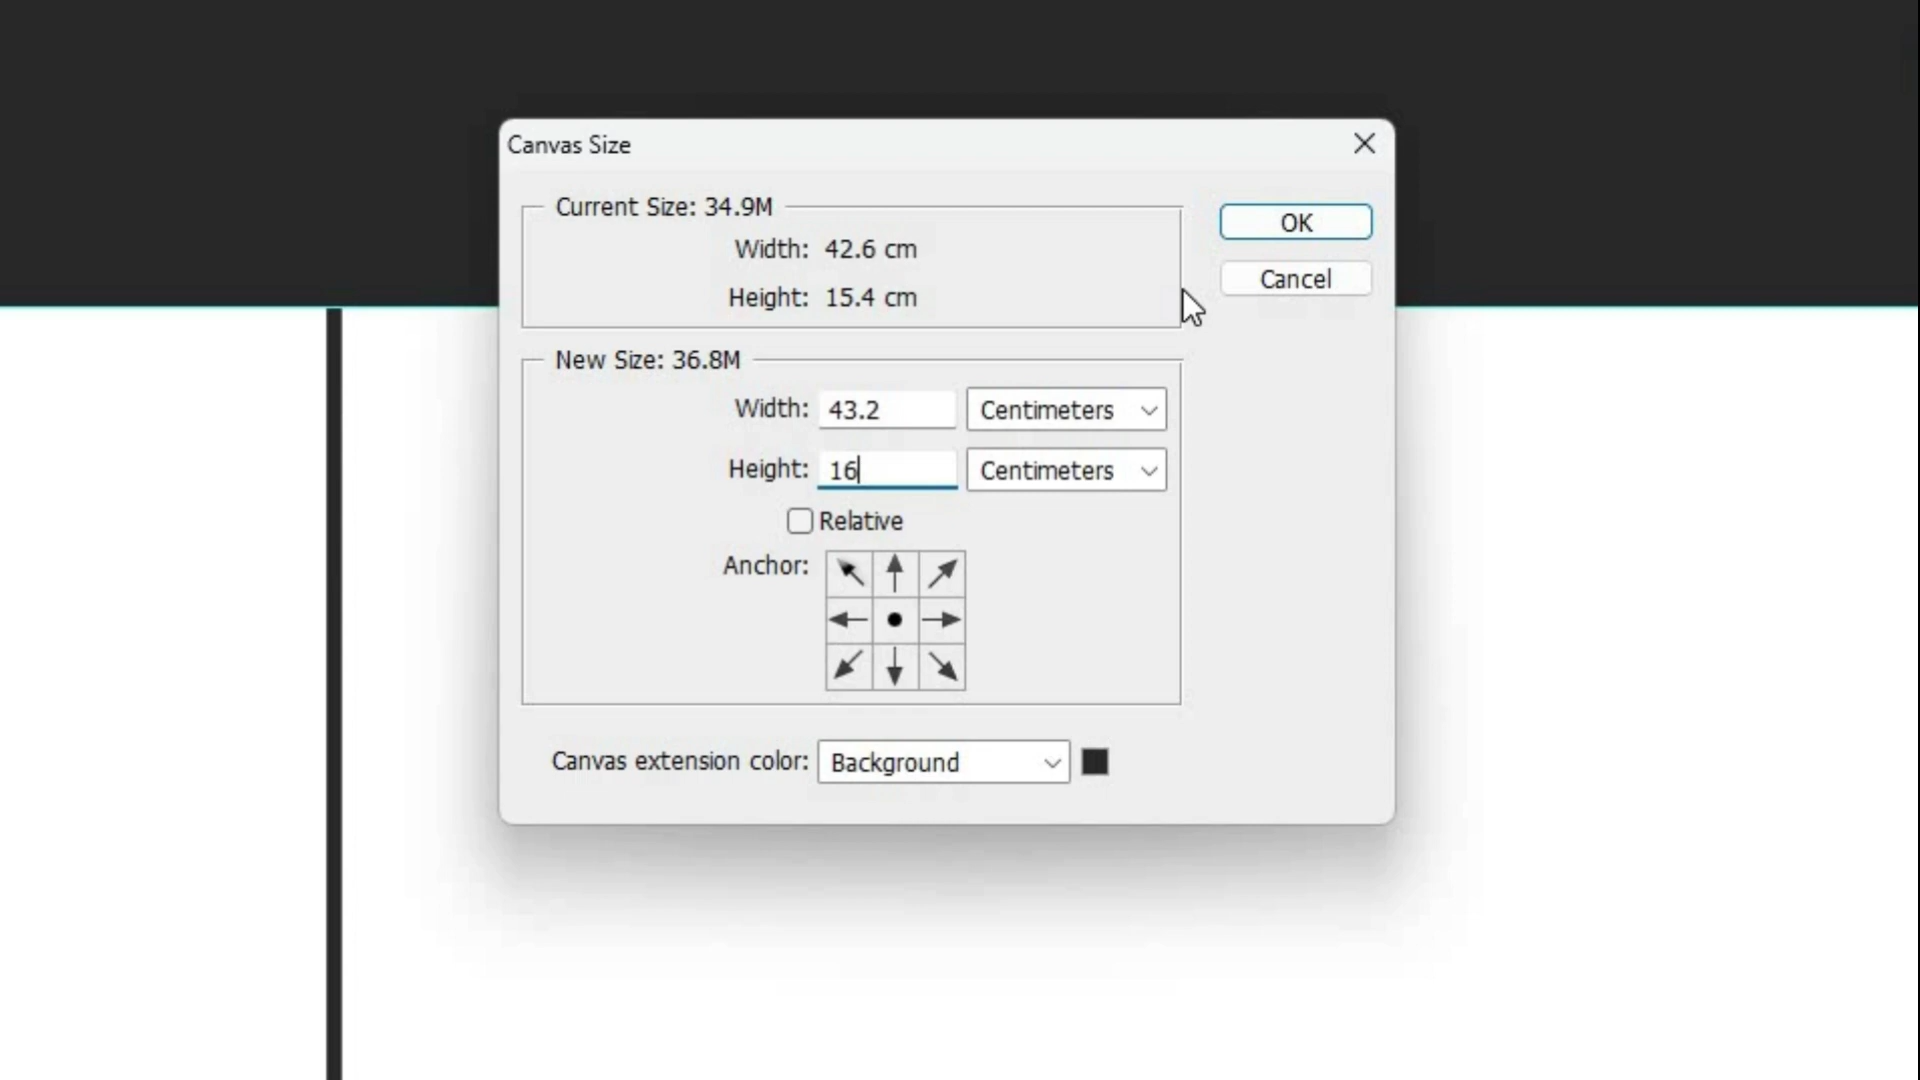 Canvas Size
Current Size: 34.9M
OK
Width: 42.6 cm
Cancel
Height: 15.4 cm
New Size: 36.8M
Width: 43.2 Centimeters
Height: 16 Centimeters
Relative
Anchor:
Canvas extension color: Background